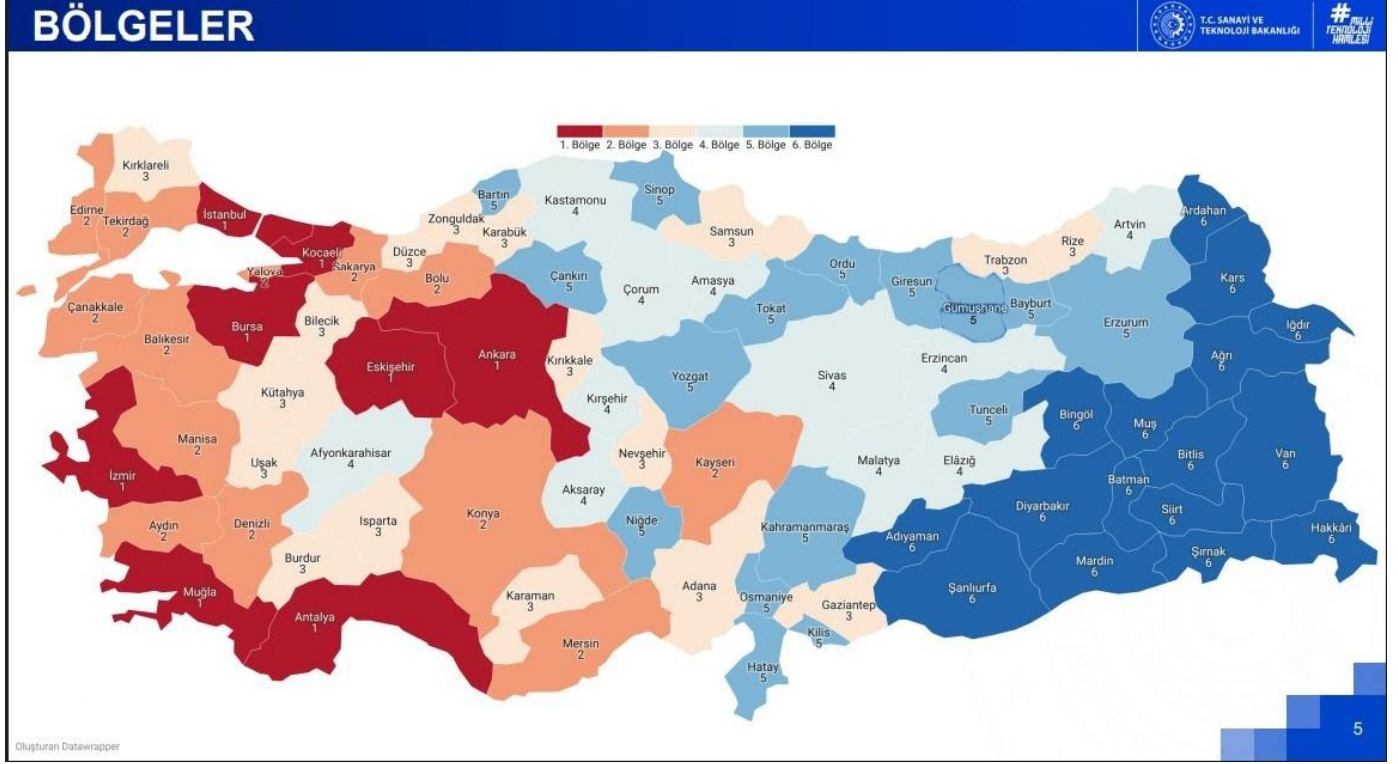 BÖLGELER
T.C. SANAYİ VE
TEKNOLOJİ BAKANLIĞI
#MİLLİ
TEKNOLOJİ
HAMLESİ
1. Bölge 2. Bölge 3. Bölge 4. Bölge 5. Bölge 6. Bölge
Kırklareli
3
Edirne
2
Tekirdağ
2
İstanbul
1
Kocaeli
1
Yalova
2
Sakarya
2
Düzce
3
Zonguldak
3
Bartın
5
Karabük
3
Kastamonu
4
Sinop
5
Samsun
3
Bolu
2
Çankırı
5
Çorum
4
Amasya
4
Tokat
5
Ordu
5
Giresun
5
Gümüşhane
5
Trabzon
3
Bayburt
5
Rize
3
Artvin
4
Ardahan
6
Kars
6
Iğdır
6
Ağrı
6
Erzurum
5
Erzincan
4
Çanakkale
2
Balıkesir
2
Bursa
1
Bilecik
3
Eskişehir
1
Ankara
1
Kırıkkale
3
Yozgat
5
Sivas
4
Tunceli
5
Bingöl
6
Muş
6
Bitlis
6
Van
6
Kütahya
3
Kırşehir
4
Manisa
2
Uşak
3
Afyonkarahisar
4
Nevşehir
3
Kayseri
2
Malatya
4
Elazığ
4
Batman
6
İzmir
1
Aksaray
4
Diyarbakır
6
Siirt
6
Hakkâri
6
Aydın
2
Denizli
2
Isparta
3
Konya
2
Niğde
5
Kahramanmaraş
5
Adıyaman
6
Mardin
6
Şırnak
6
Burdur
3
Muğla
1
Antalya
1
Karaman
3
Mersin
2
Adana
3
Osmaniye
5
Gaziantep
3
Şanlıurfa
6
Kilis
5
Hatay
5
Oluşturan Datawrapper
5